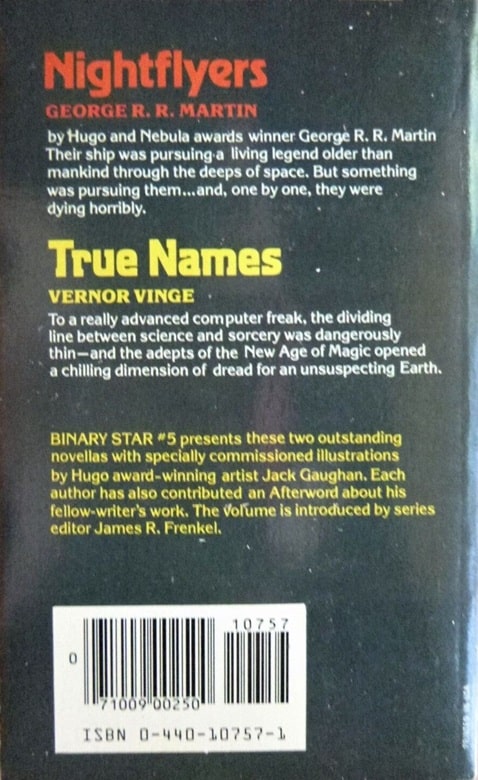 Nightflyers
GEORGE R. R. MARTIN
by Hugo and Nebula awards winner George R. R. Martin
Their ship was pursuing a living legend older than
mankind through the deeps of space. But something
was pursuing them...and, one by one, they were
dying horribly.
True Names
VERNOR VINGE
To a really advanced computer freak, the dividing
line between science and sorcery was dangerously
thin—and the adepts of the New Age of Magic opened
a chilling dimension of dread for an unsuspecting Earth.
BINARY STAR #5 presents these two outstanding
novellas with specially commissioned illustrations
by Hugo award-winning artist Jack Gaughan. Each
author has also contributed an Afterword about his
fellow-writer's work. The volume is introduced by series
editor James R. Frenkel.
10757
0
71009 00250
ISBN 0-440-10757-1